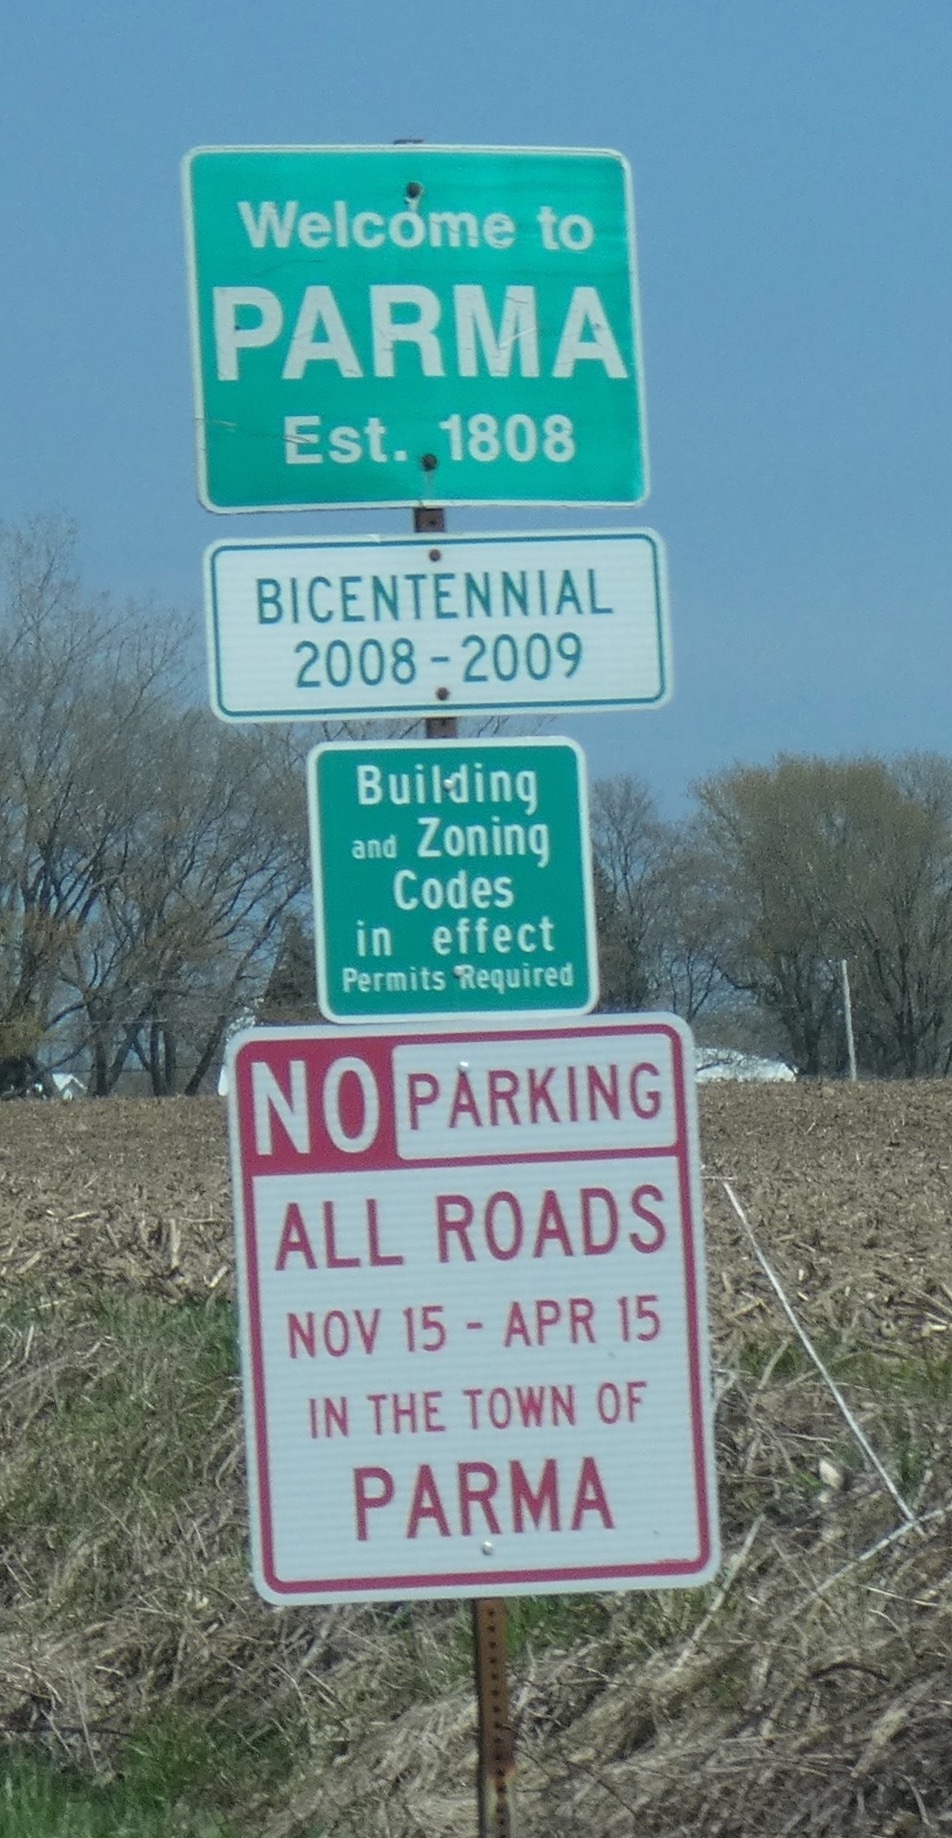 Welcome to
PARMA
Est. 1808
BICENTENNIAL
2008-2009
Building
and Zoning
Codes
in effect
Permits Required
NO PARKING
ALL ROADS
NOV 15 - APR 15
IN THE TOWN OF
PARMA